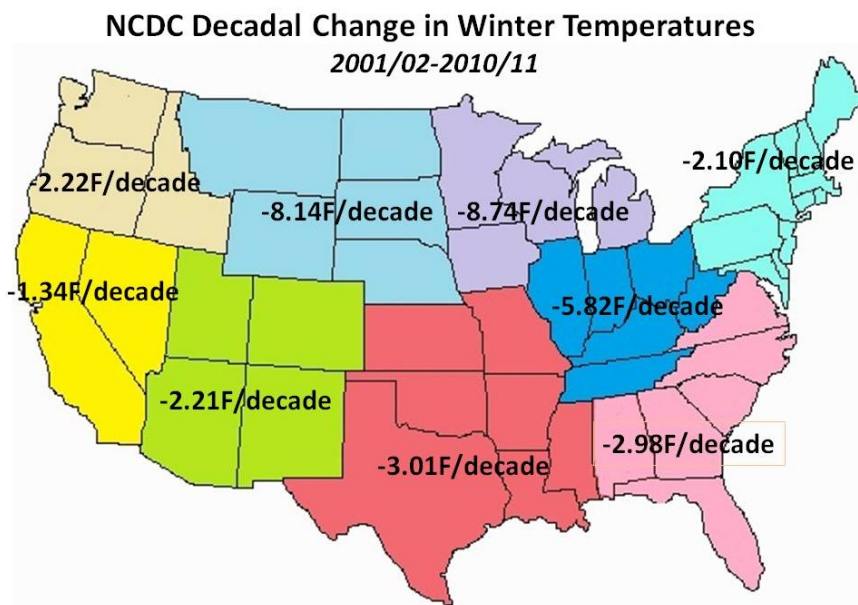 NCDC Decadal Change in Winter Temperatures
2001/02-2010/11
-2.10F/decade
-2.22F/decade
-8.14F/decade
-8.74F/decade
-1.34F/decade
-5.82F/decade
-2.21F/decade
-2.98F/decade
-3.01F/decade